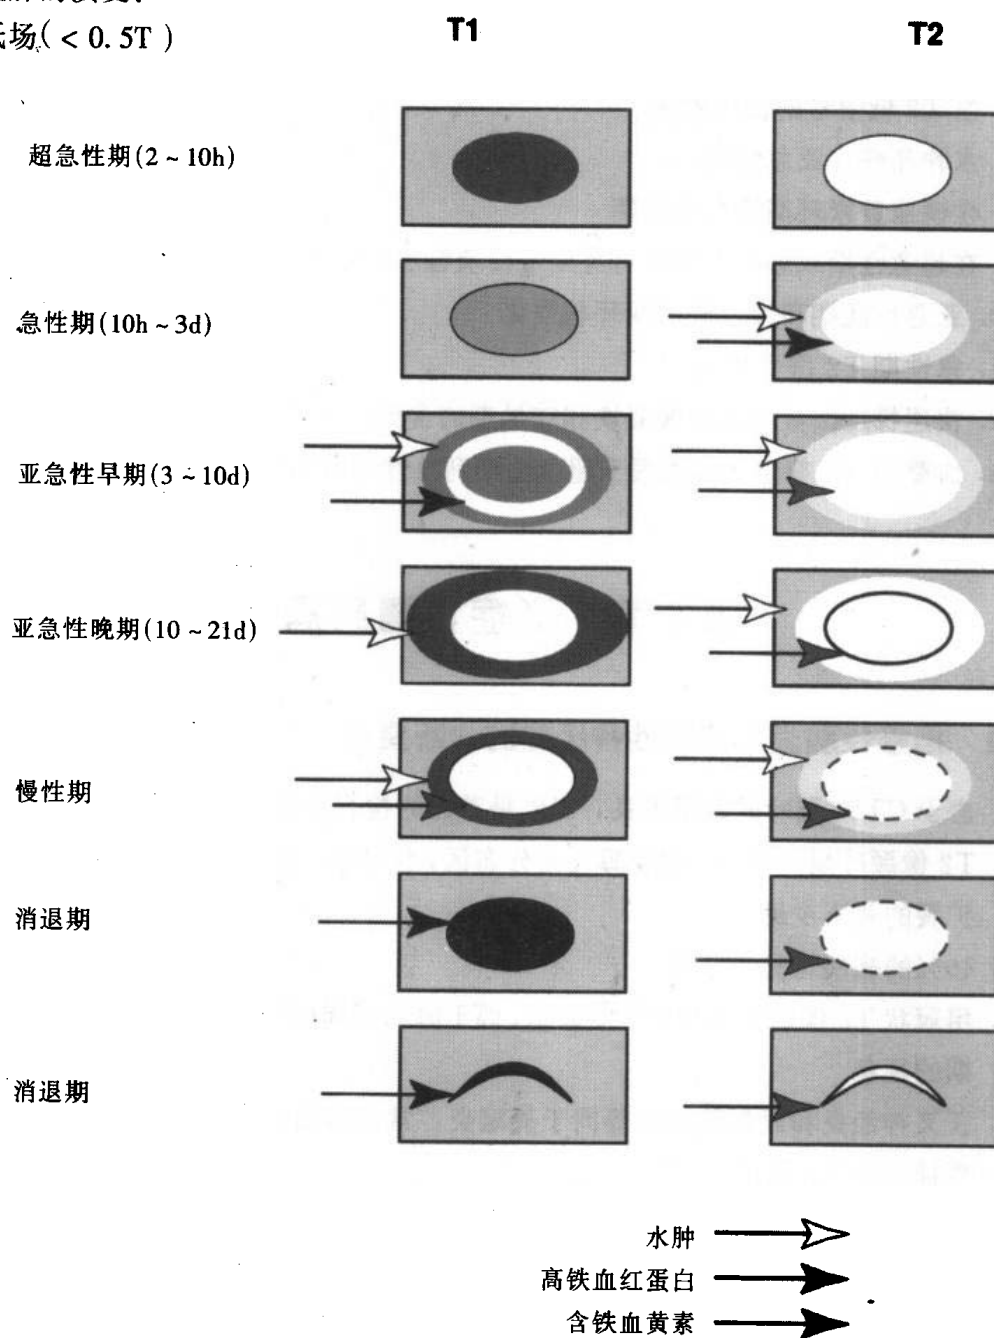 低场(< 0.5T)
T1
T2
超急性期(2 ~ 10h)
急性期(10h ~ 3d)
亚急性早期(3 ~ 10d)
亚急性晚期(10 ~ 21d)
慢性期
消退期
消退期
水肿
高铁血红蛋白
含铁血黄素